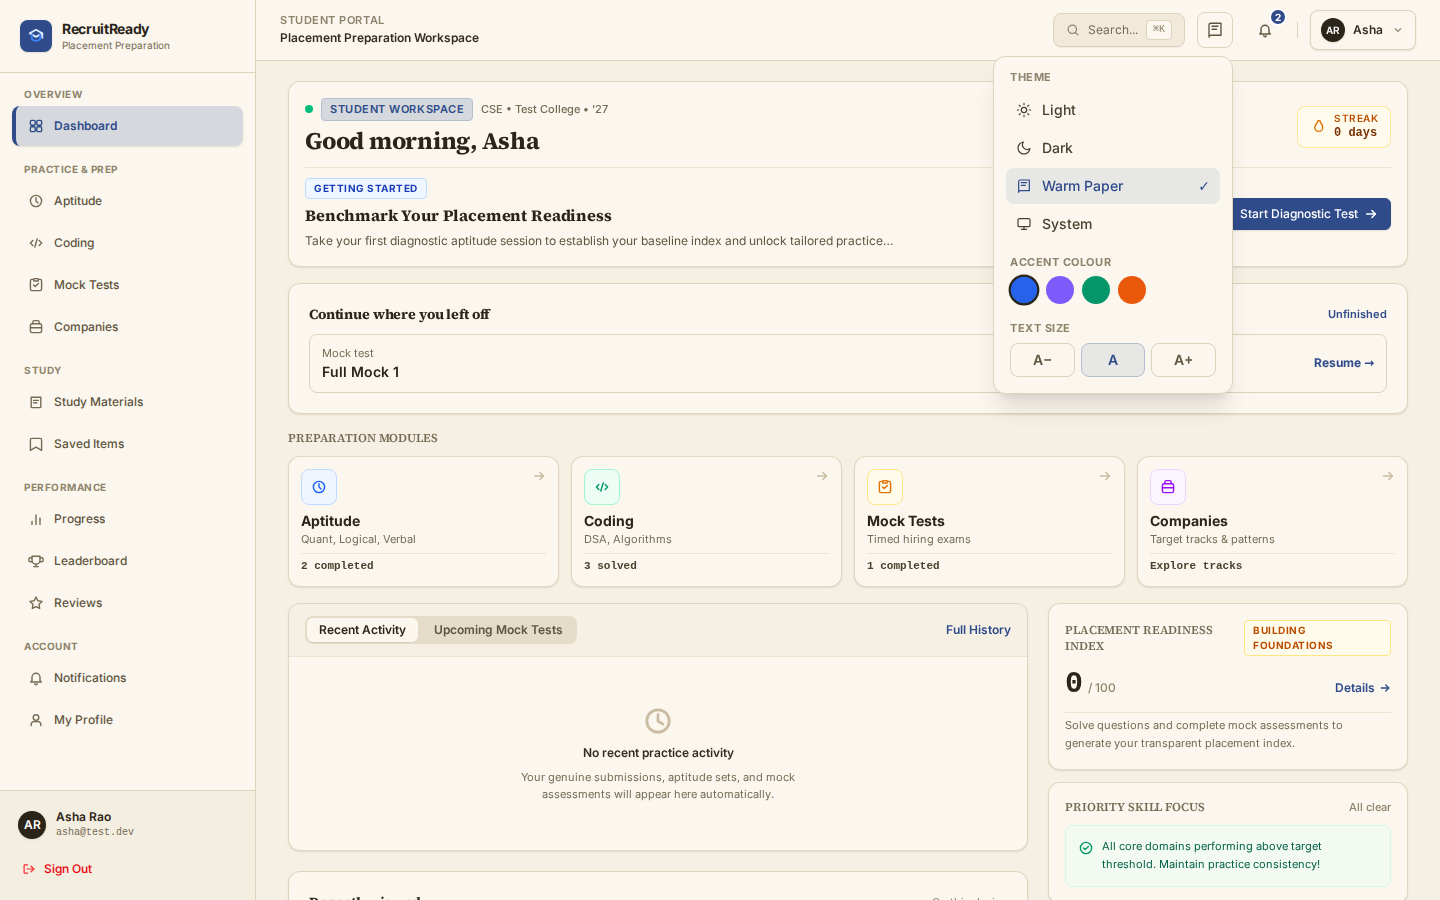 RecruitReady
Placement Preparation
OVERVIEW
Dashboard
PRACTICE & PREP
Aptitude
Coding
Mock Tests
Companies
STUDY
Study Materials
Saved Items
PERFORMANCE
Progress
Leaderboard
Reviews
ACCOUNT
Notifications
My Profile
AR
Asha Rao
asha@test.dev
Sign Out
STUDENT PORTAL
Placement Preparation Workspace
Search... ⌘K
2
AR Asha
STUDENT WORKSPACE CSE • Test College • '27
Good morning, Asha
STREAK
0 days
GETTING STARTED
Benchmark Your Placement Readiness
Take your first diagnostic aptitude session to establish your baseline index and unlock tailored practice...
Start Diagnostic Test →
THEME
Light
Dark
Warm Paper ✓
System
ACCENT COLOUR
TEXT SIZE
A− A A+
Continue where you left off
Unfinished
Mock test
Full Mock 1
Resume →
PREPARATION MODULES
Aptitude
Quant, Logical, Verbal
2 completed
Coding
DSA, Algorithms
3 solved
Mock Tests
Timed hiring exams
1 completed
Companies
Target tracks & patterns
Explore tracks
Recent Activity Upcoming Mock Tests
Full History
No recent practice activity
Your genuine submissions, aptitude sets, and mock
assessments will appear here automatically.
PLACEMENT READINESS
INDEX
BUILDING
FOUNDATIONS
0 / 100
Details →
Solve questions and complete mock assessments to
generate your transparent placement index.
PRIORITY SKILL FOCUS
All clear
All core domains performing above target
threshold. Maintain practice consistency!